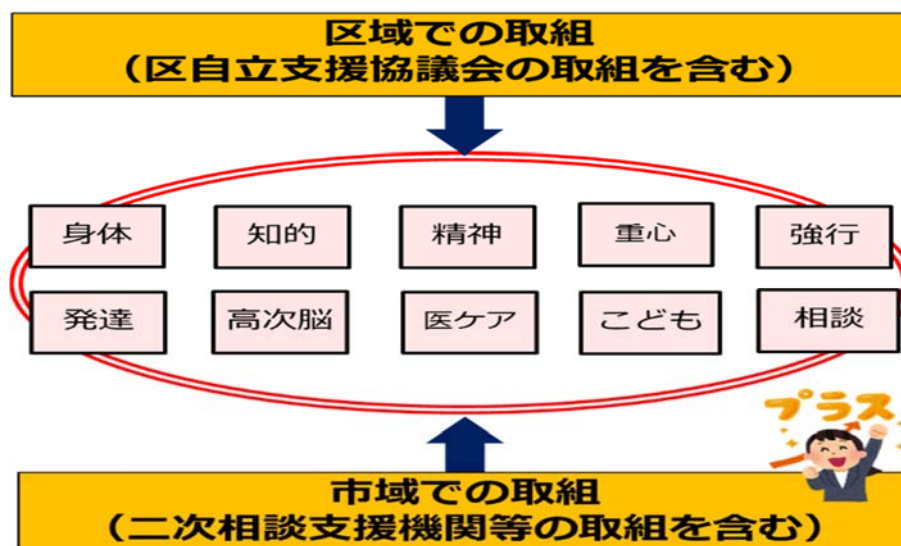 区域での取組
（区自立支援協議会の取組を含む）
身体 知的 精神 重心 強行
発達 高次脳 医ケア こども 相談
プラス
市域での取組
（二次相談支援機関等の取組を含む）